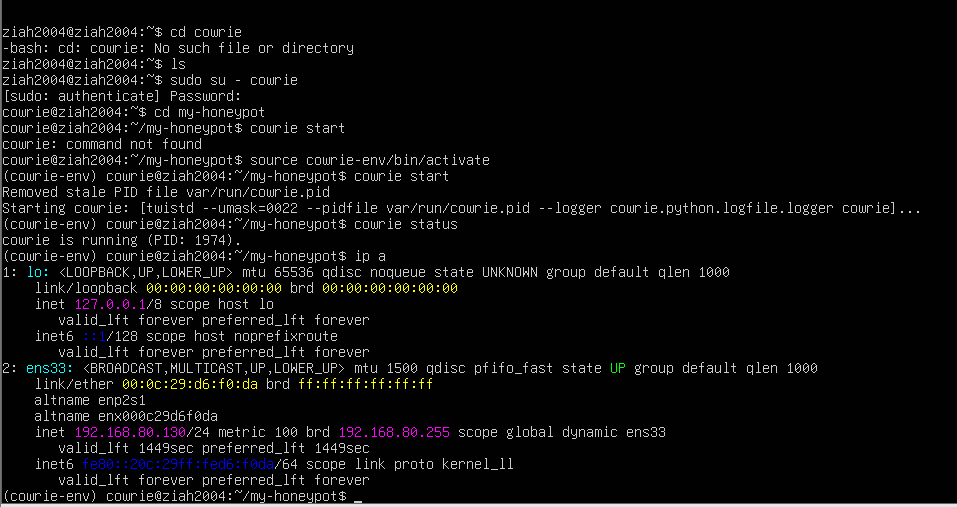 ziah2004@ziah2004:~$ cd cowrie
-bash: cd: cowrie: No such file or directory
ziah2004@ziah2004:~$ ls
ziah2004@ziah2004:~$ sudo su - cowrie
[sudo: authenticate] Password:
cowrie@ziah2004:~$ cd my-honeypot
cowrie@ziah2004:~/my-honeypot$ cowrie start
cowrie: command not found
cowrie@ziah2004:~/my-honeypot$ source cowrie-env/bin/activate
(cowrie-env) cowrie@ziah2004:~/my-honeypot$ cowrie start
Removed stale PID file var/run/cowrie.pid
Starting cowrie: [twistd --umask=0022 --pidfile var/run/cowrie.pid --logger cowrie.python.logfile.logger cowrie]...
(cowrie-env) cowrie@ziah2004:~/my-honeypot$ cowrie status
cowrie is running (PID: 1974).
(cowrie-env) cowrie@ziah2004:~/my-honeypot$ ip a
1: lo: <LOOPBACK,UP,LOWER_UP> mtu 65536 qdisc noqueue state UNKNOWN group default qlen 1000
link/loopback 00:00:00:00:00:00 brd 00:00:00:00:00:00
inet 127.0.0.1/8 scope host lo
valid_lft forever preferred_lft forever
inet6 ::1/128 scope host noprefixroute
valid_lft forever preferred_lft forever
2: ens33: <BROADCAST,MULTICAST,UP,LOWER_UP> mtu 1500 qdisc pfifo_fast state UP group default qlen 1000
link/ether 00:0c:29:d6:f0:da brd ff:ff:ff:ff:ff:ff
altname enp2s1
altname enx000c29d6f0da
inet 192.168.80.130/24 metric 100 brd 192.168.80.255 scope global dynamic ens33
valid_lft 1449sec preferred_lft 1449sec
inet6 fe80::20c:29ff:fed6:f0da/64 scope link proto kernel_ll
valid_lft forever preferred_lft forever
(cowrie-env) cowrie@ziah2004:~/my-honeypot$ _